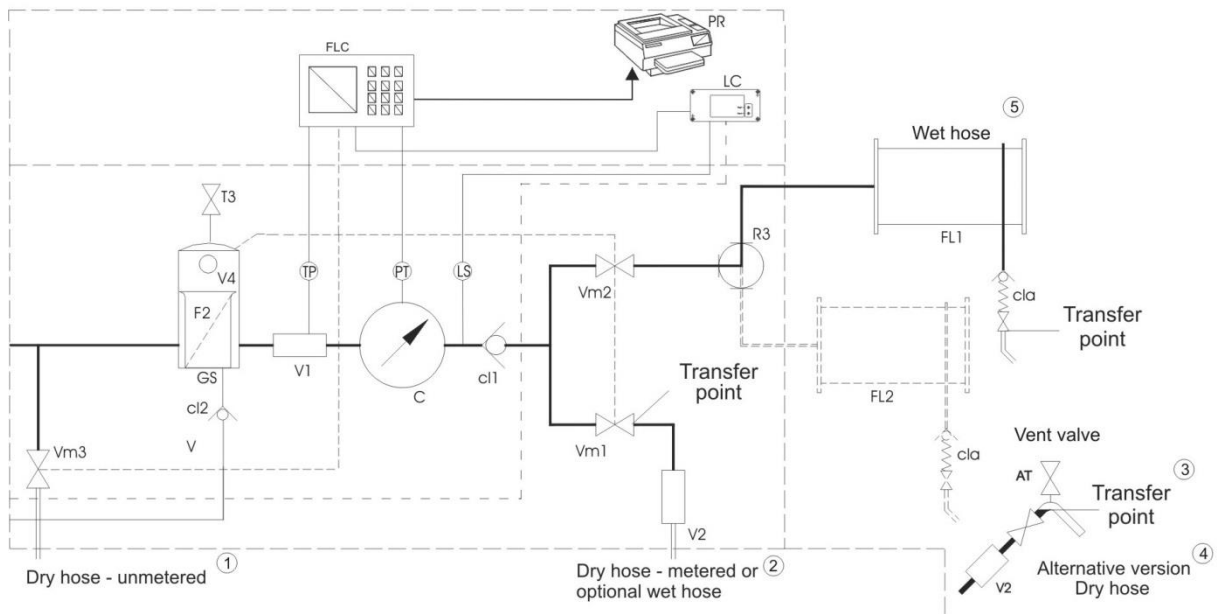 PR
FLC
LC
5
Wet hose
T3
R3
V4
TP
PT
LS
Vm2
FL1
F2
cla
Transfer
point
V1
GS
C
cl1
Transfer
point
cl2
FL2
V
Vm3
Vm1
Vent valve
cla
AT
3
Transfer
point
V2
Dry hose - unmetered
1
Dry hose - metered or
optional wet hose
2
V2
Alternative version
Dry hose
4